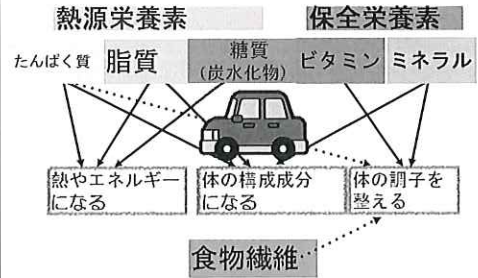 熱源栄養素
保全栄養素
たんぱく質
脂質
糖質
(炭水化物)
ビタミン
ミネラル
熱やエネルギー
になる
体の構成成分
になる
体の調子を
整える
食物繊維